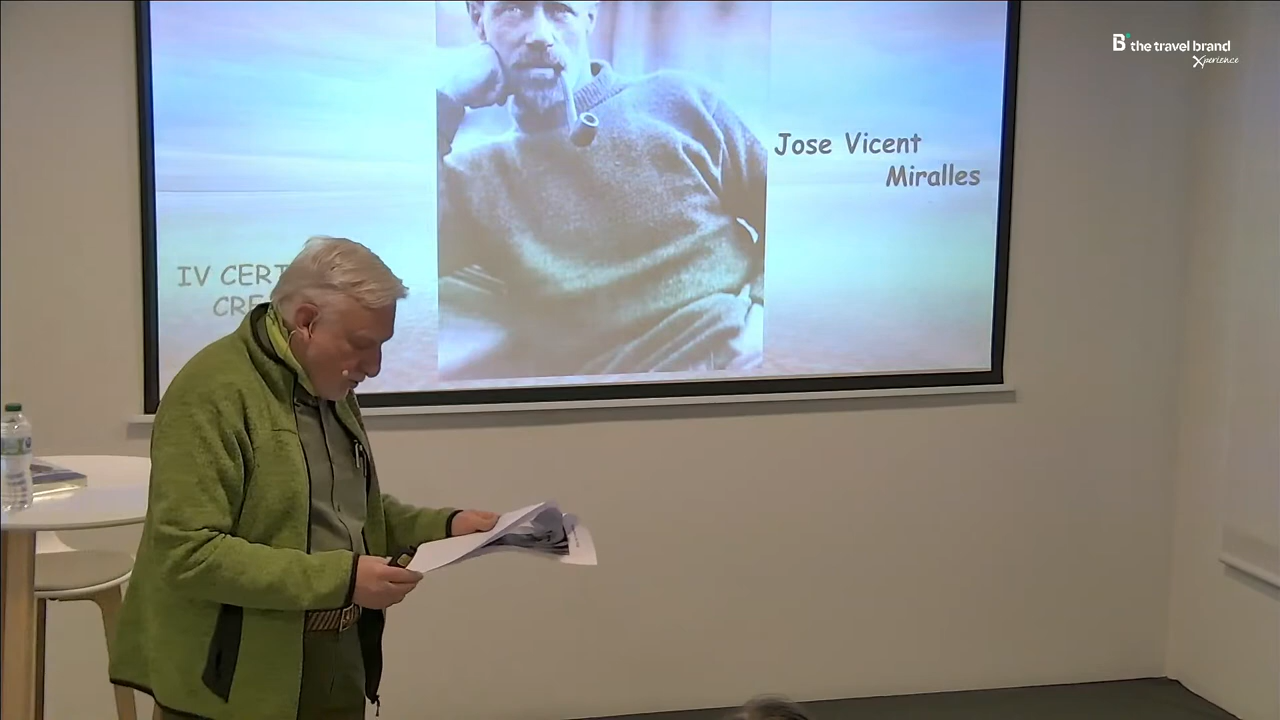 B the travel brand
Xperience
Jose Vicent
Miralles
IV CERT
CRE